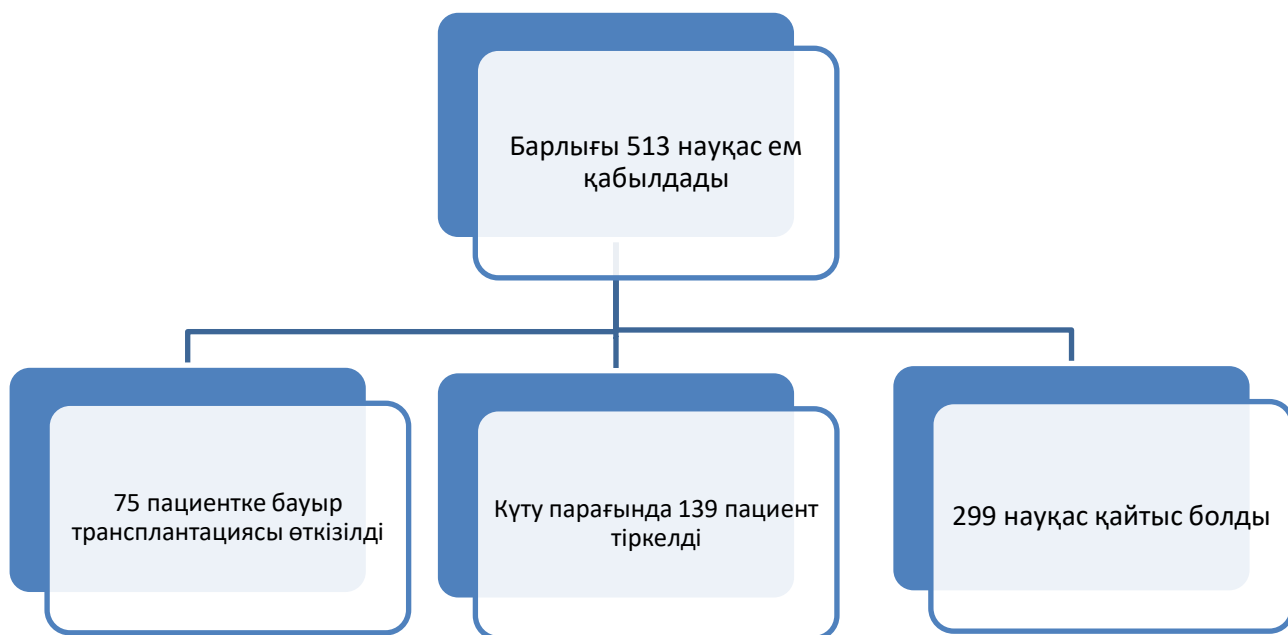 Барлығы 513 науқас ем
қабылдады
75 пациентке бауыр
трансплантациясы өткізілді
Күту парағында 139 пациент
тіркелді
299 науқас қайтыс болды